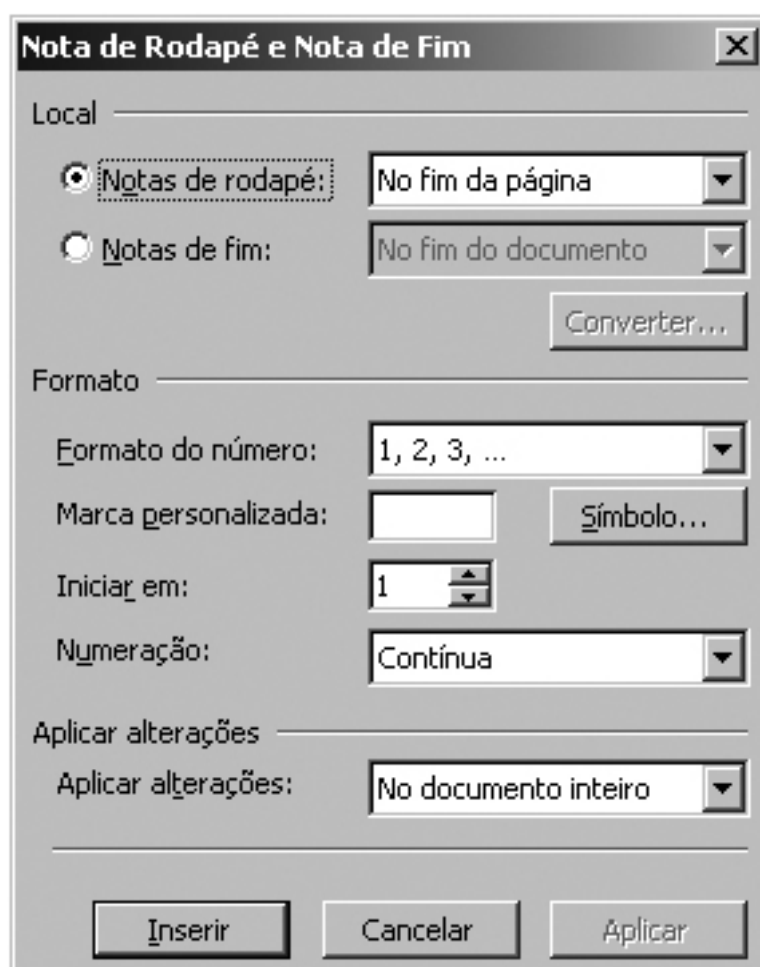 Nota de Rodapé e Nota de Fim
Local
Notas de rodapé: No fim da página
Notas de fim: No fim do documento
Converter...
Formato
Formato do número: 1, 2, 3, ...
Marca personalizada: Símbolo...
Iniciar em: 1
Numeração: Contínua
Aplicar alterações
Aplicar alterações: No documento inteiro
Inserir Cancelar Aplicar